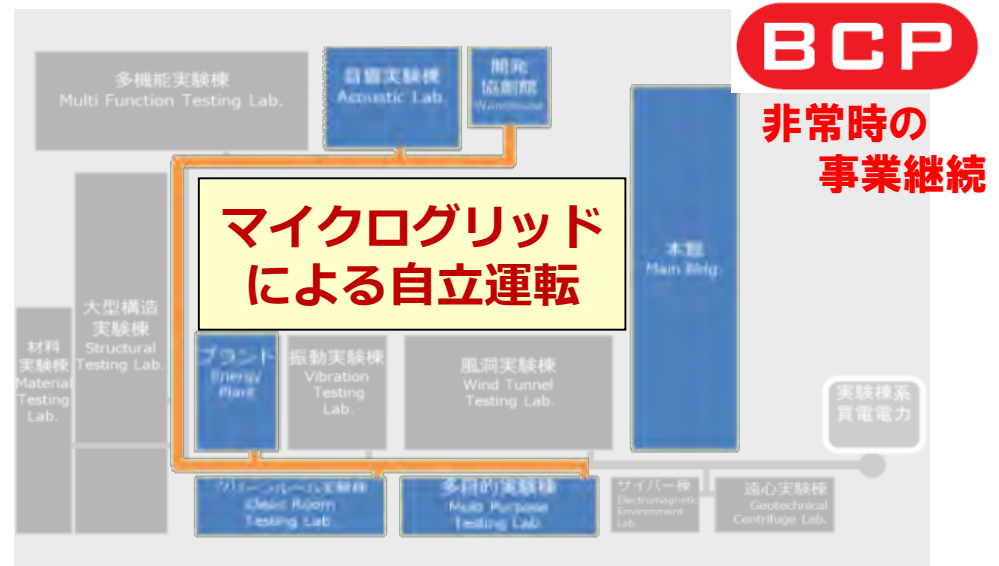 BCP
非常時の
事業継続
多機能実験棟
Multi Function Testing Lab.
音響実験棟
Acoustic Lab.
開発
協創館
Warehouse
マイクログリッド
による自立運転
本館
Main Bldg.
大型構造
実験棟
Structural
Testing Lab.
材料
実験棟
Material
Testing
Lab.
プラント
Energy
Plant
振動実験棟
Vibration
Testing
Lab.
風洞実験棟
Wind Tunnel
Testing Lab.
実験棟系
買電電力
クリーンルーム実験棟
Clean Room
Testing Lab.
多目的実験棟
Multi Purpose
Testing Lab.
サイバー棟
Electromagnetic
Environment
Lab.
遠心実験棟
Geotechnical
Centrifuge Lab.